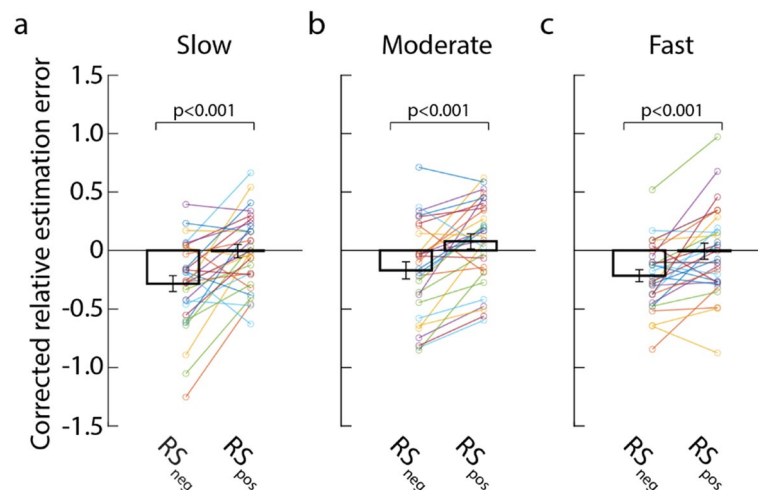 a
Slow
b
Moderate
c
Fast
Corrected relative estimation error
1.5
1.0
0.5
0
-0.5
-1.0
-1.5
p<0.001
p<0.001
p<0.001
RS neg
RS pos
RS neg
RS pos
RS neg
RS pos